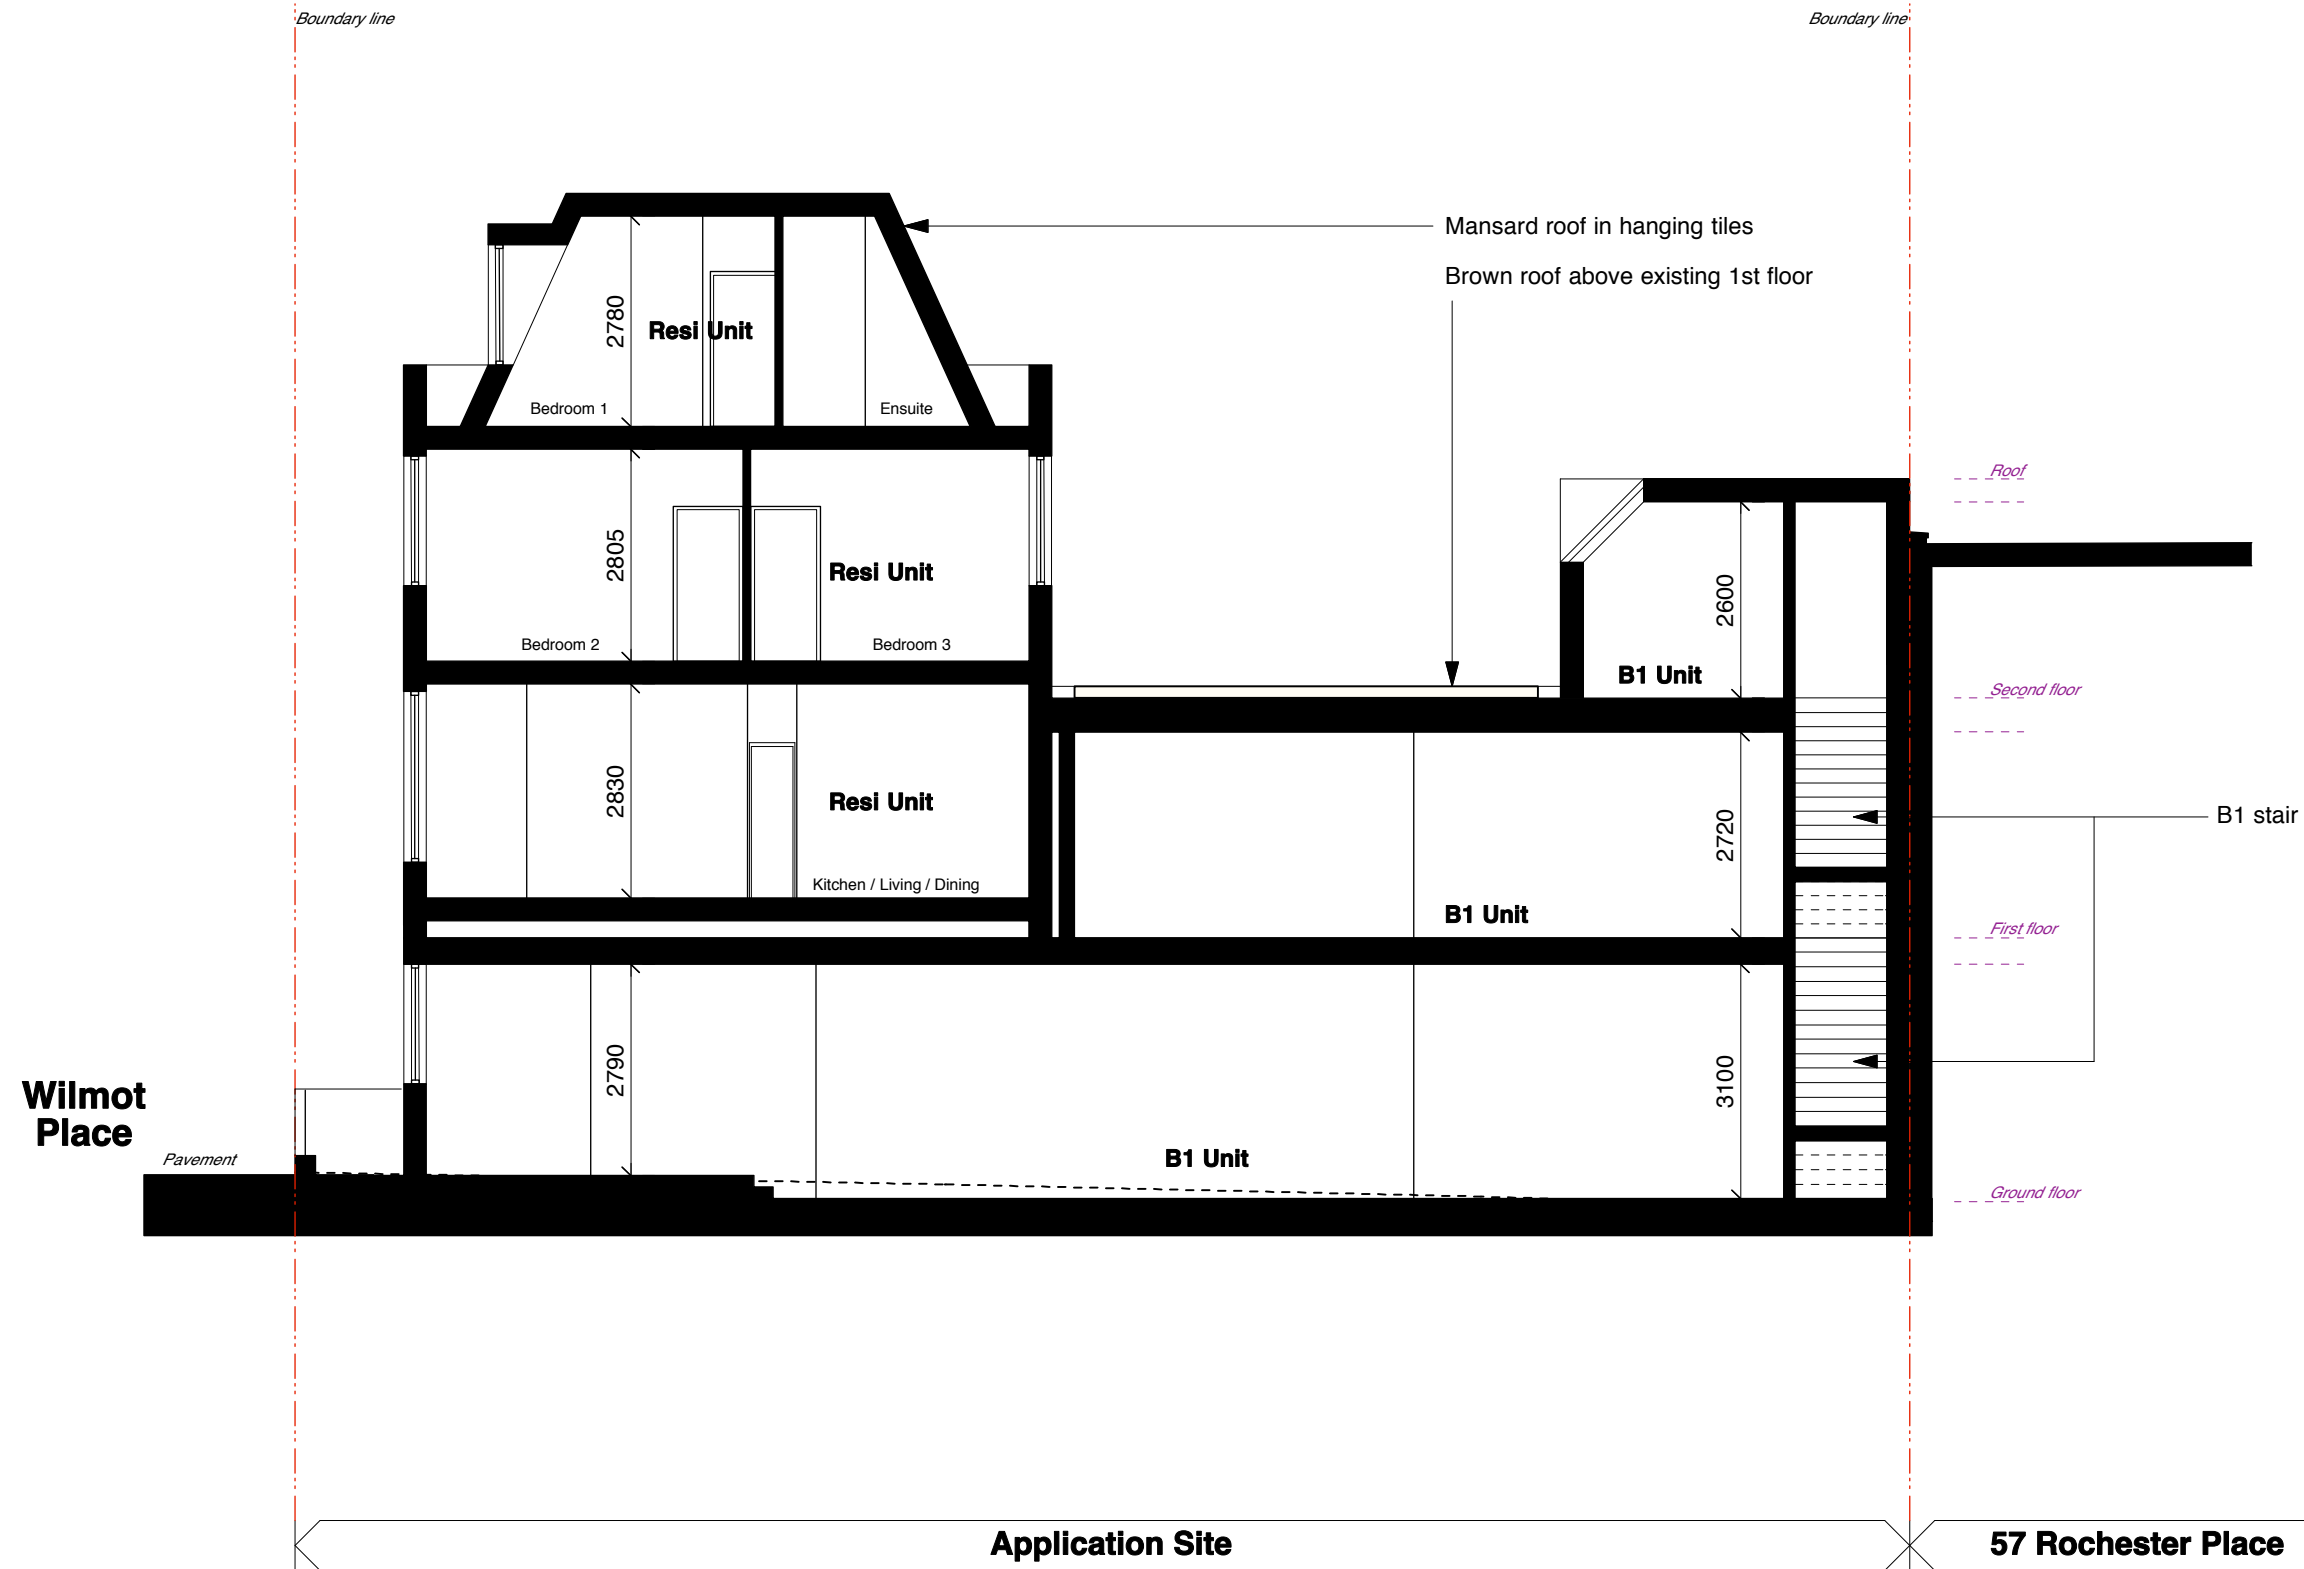 Boundary line
Boundary line
Mansard roof in hanging tiles
Brown roof above existing 1st floor
2780
Resi Unit
Bedroom 1
Ensuite
Roof
2805
Resi Unit
2600
Bedroom 2
Bedroom 3
B1 Unit
Second floor
2830
Resi Unit
2720
B1 stair
Kitchen / Living / Dining
B1 Unit
First floor
2790
3100
Wilmot
Place
Pavement
B1 Unit
Ground floor
Application Site
57 Rochester Place